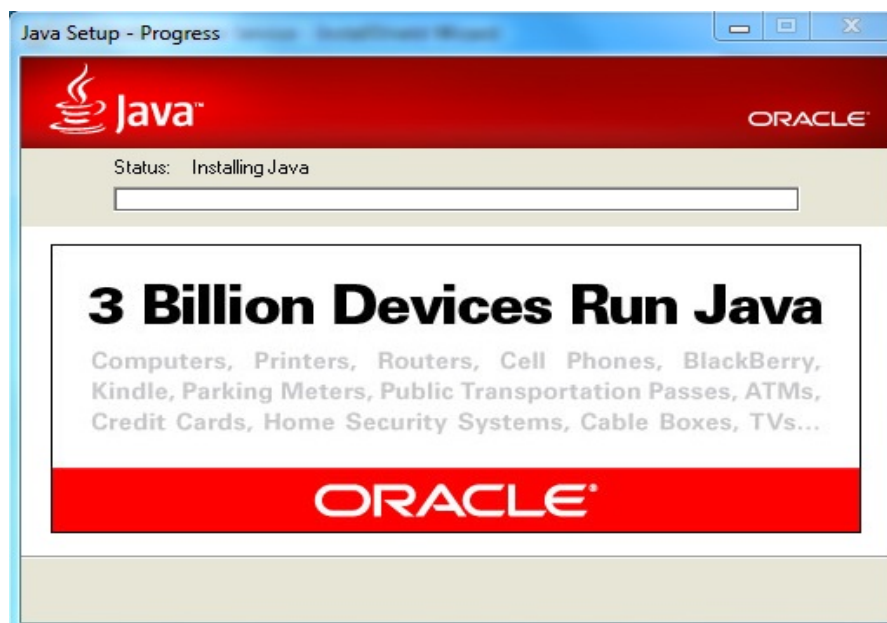 Java Setup - Progress
Java™
ORACLE®
Status: Installing Java
3 Billion Devices Run Java
Computers, Printers, Routers, Cell Phones, BlackBerry,
Kindle, Parking Meters, Public Transportation Passes, ATMs,
Credit Cards, Home Security Systems, Cable Boxes, TVs...
ORACLE®